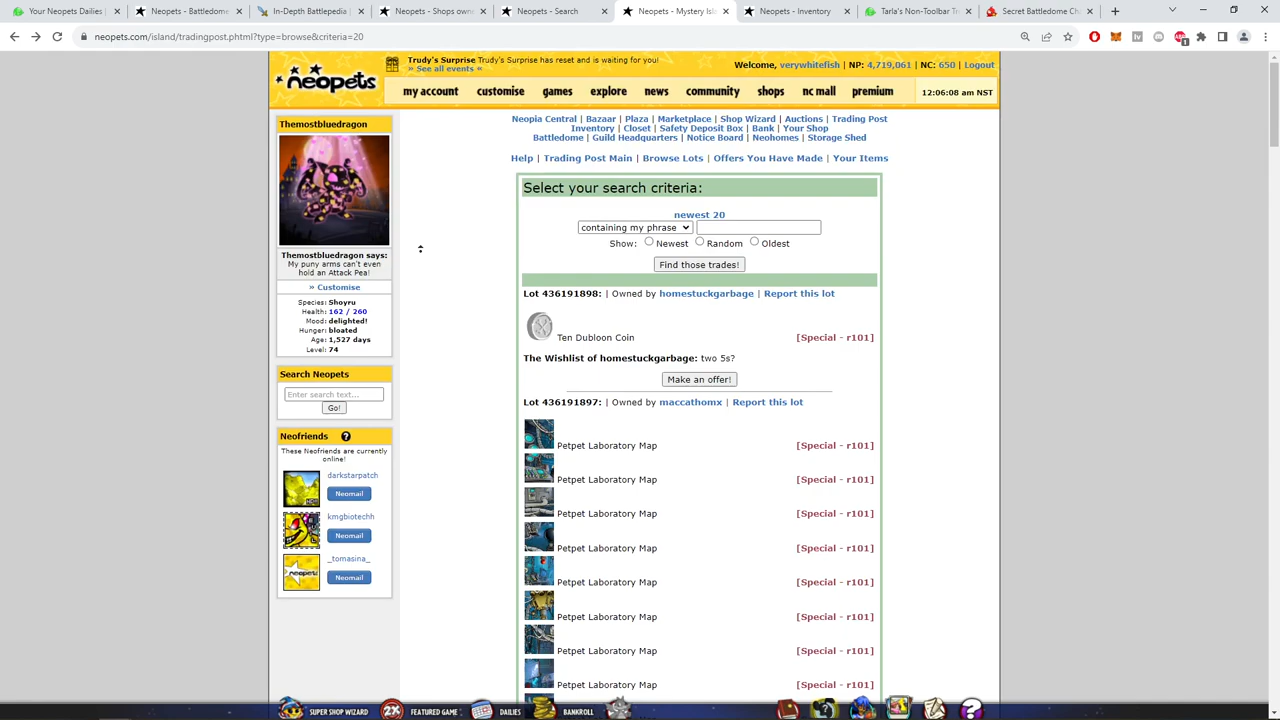 Your Neopets Dailies |
Neopets - Battledome
Neopets - Shops owne
Neopets - Search
Neopets - Mystery Isl
Neopets - Inventory
Tarla's Non-Toolbar Tr
Secret Battledome Ch
neopets.com/island/tradingpost.phtml?type=browse&criteria=20
Trudy's Surprise Trudy's Surprise has reset and is waiting for you!
» See all events «
Welcome, verywhitefish | NP: 4,719,061 | NC: 650 | Logout
neopets
my account customise games explore news community shops nc mall premium
12:06:08 am NST
Neopia Central | Bazaar | Plaza | Marketplace | Shop Wizard | Auctions | Trading Post
Inventory | Closet | Safety Deposit Box | Bank | Your Shop
Battledome | Guild Headquarters | Notice Board | Neohomes | Storage Shed
Help | Trading Post Main | Browse Lots | Offers You Have Made | Your Items
Themostbluedragon
Themostbluedragon says:
My puny arms can't even
hold an Attack Pea!
» Customise
Species: Shoyru
Health: 162 / 260
Mood: delighted!
Hunger: bloated
Age: 1,527 days
Level: 74
Search Neopets
Enter search text...
Go!
Neofriends ?
These Neofriends are currently
online!
darkstarpatch
Neomail
kmgbiotechh
Neomail
_tomasina_
Neomail
Select your search criteria:
newest 20
containing my phrase
Show: Newest Random Oldest
Find those trades!
Lot 436191898: | Owned by homestuckgarbage | Report this lot
Ten Dubloon Coin [Special - r101]
The Wishlist of homestuckgarbage: two 5s?
Make an offer!
Lot 436191897: | Owned by maccathomx | Report this lot
Petpet Laboratory Map [Special - r101]
Petpet Laboratory Map [Special - r101]
Petpet Laboratory Map [Special - r101]
Petpet Laboratory Map [Special - r101]
Petpet Laboratory Map [Special - r101]
Petpet Laboratory Map [Special - r101]
Petpet Laboratory Map [Special - r101]
Petpet Laboratory Map [Special - r101]
SUPER SHOP WIZARD 2X FEATURED GAME DAILIES BANKROLL